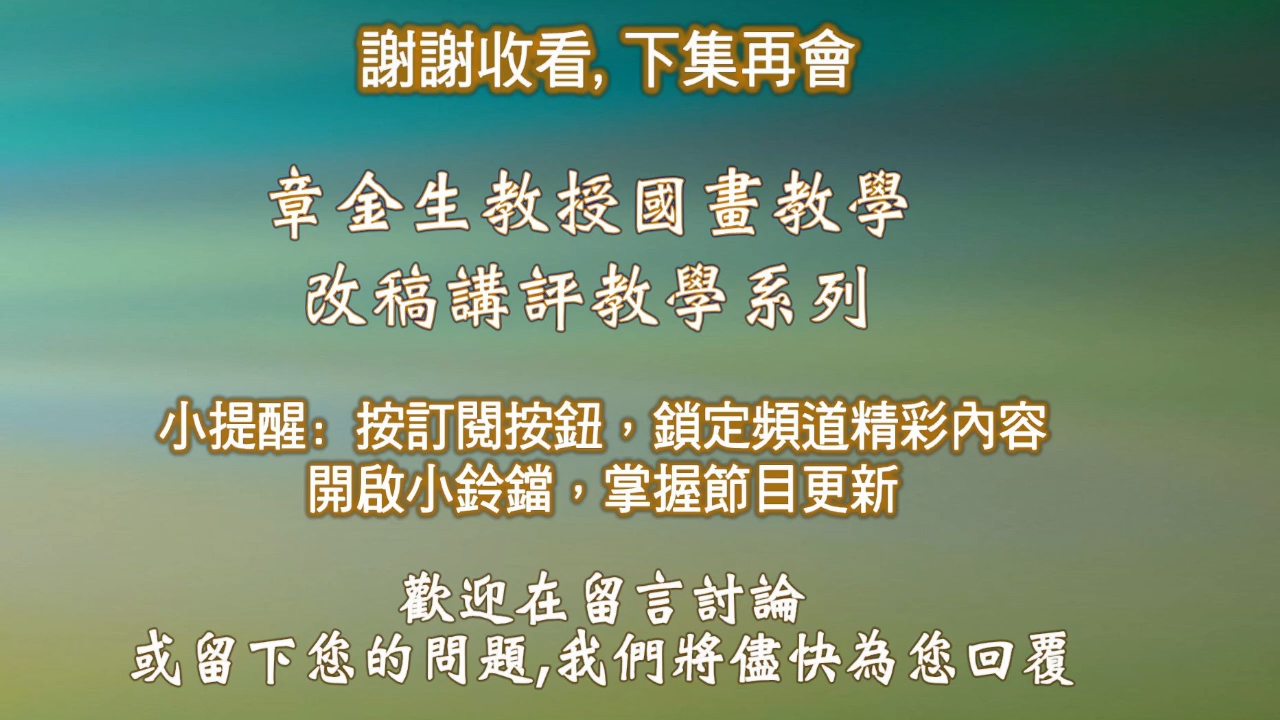 謝謝收看, 下集再會
章金生教授國畫教學
改稿講評教學系列
小提醒: 按訂閱按鈕，鎖定頻道精彩內容
開啟小鈴鐺，掌握節目更新
歡迎在留言討論
或留下您的問題,我們將儘快為您回覆